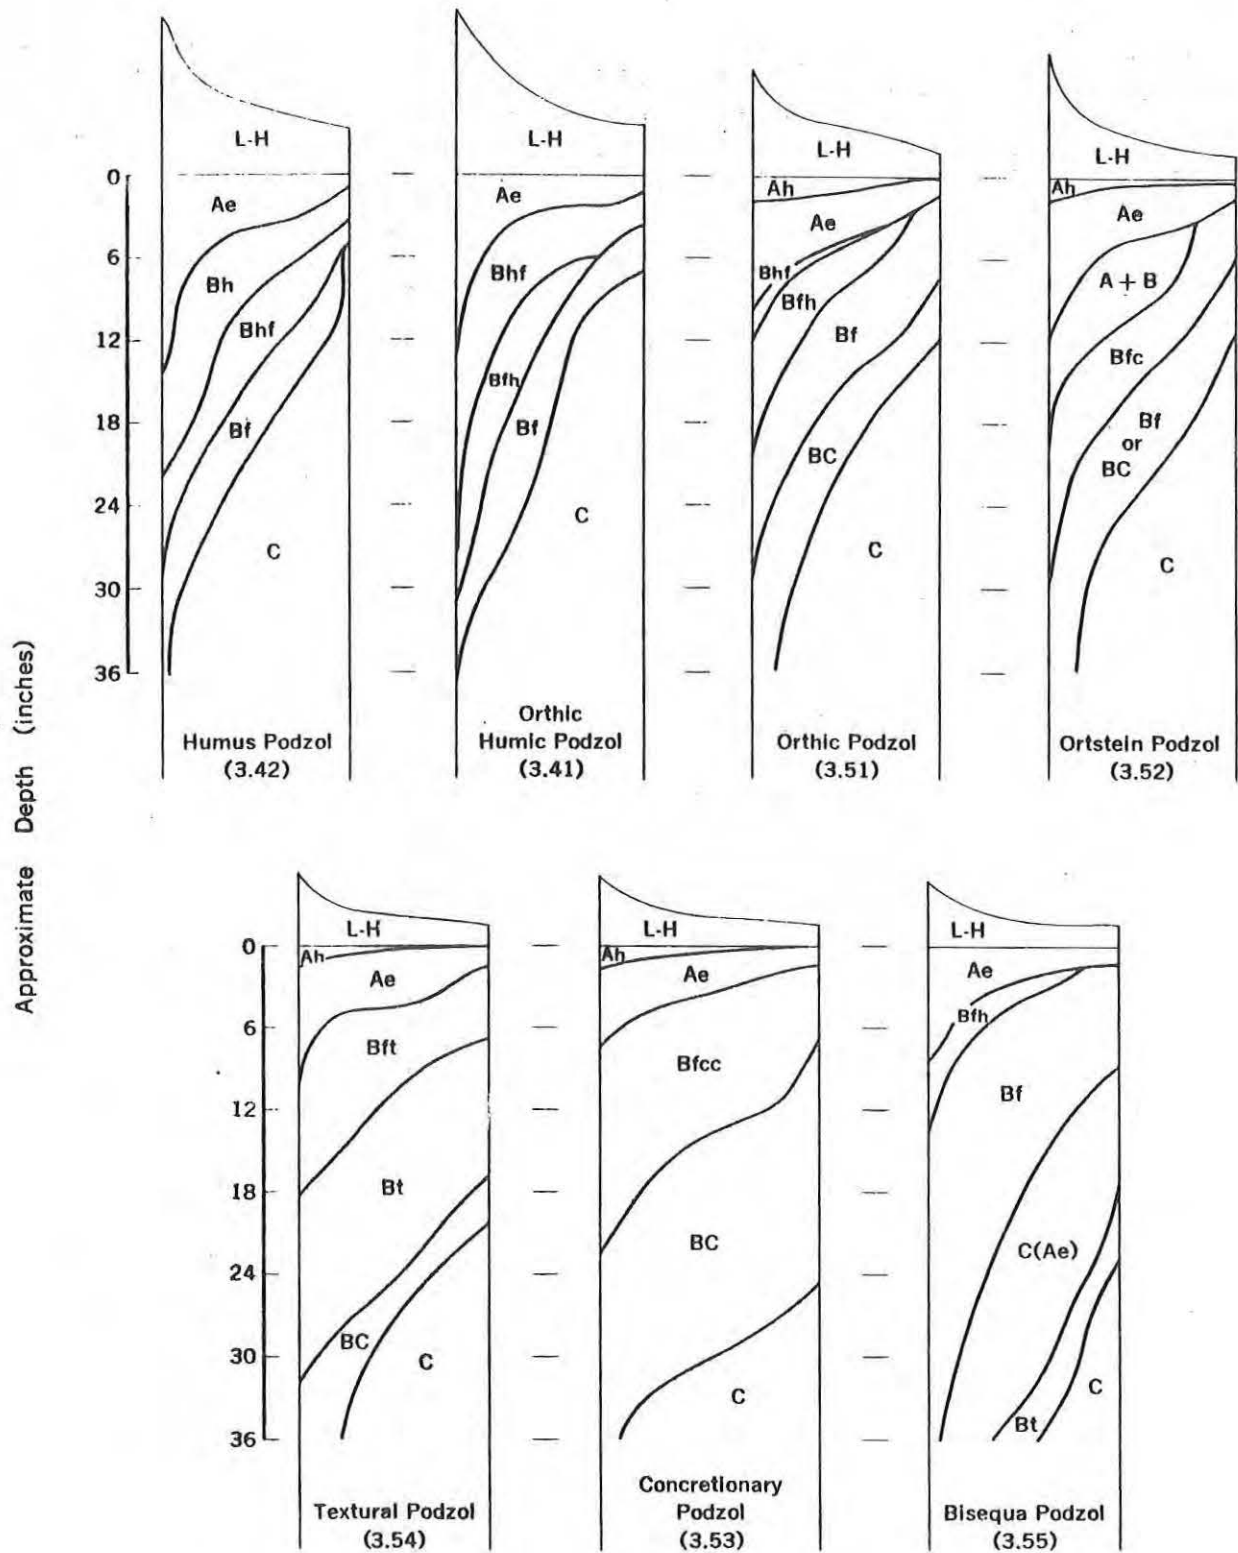 L-H
L-H
L-H
L-H
0
Ae
Ae
Ah
Ae
Ah
Ae
6
Bh
Bhf
Bhf
Bfh
A + B
12
Bhf
Bf
Bfc
18
Bf
Bfh
Bf
BC
Bf
or
BC
24
C
C
C
C
30
36
Humus Podzol
(3.42)
Orthic
Humic Podzol
(3.41)
Orthic Podzol
(3.51)
Ortstein Podzol
(3.52)
Approximate Depth (inches)
L-H
L-H
L-H
0
Ah
Ae
Ah
Ae
Ae
6
Bft
Bfcc
Bfh
Bf
12
18
Bt
BC
C(Ae)
24
30
BC
C
C
Bt
C
36
Textural Podzol
(3.54)
Concretionary
Podzol
(3.53)
Bisequa Podzol
(3.55)